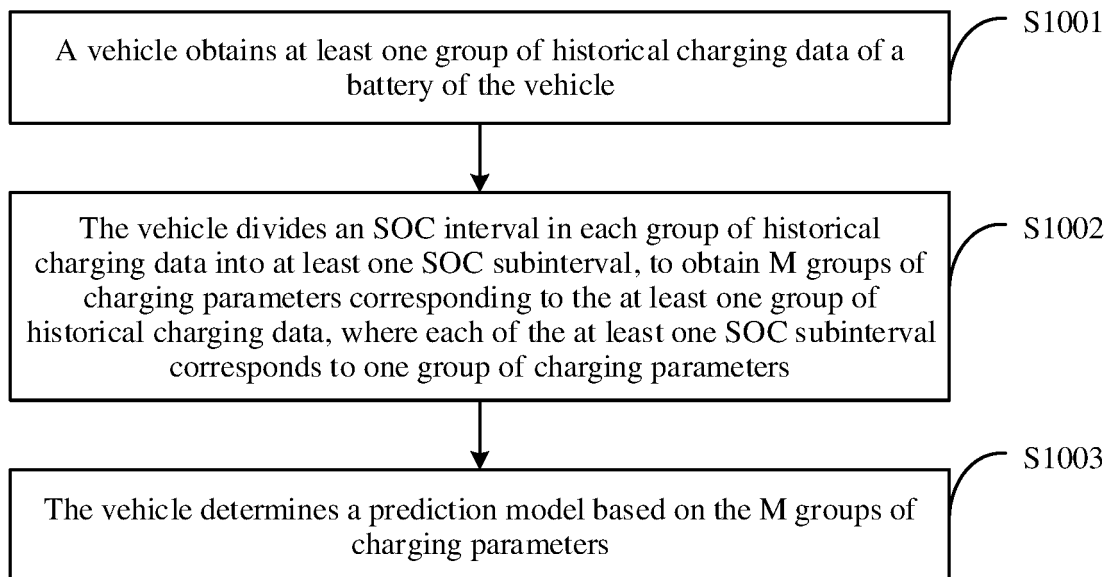 S1001
A vehicle obtains at least one group of historical charging data of a
battery of the vehicle
S1002
The vehicle divides an SOC interval in each group of historical
charging data into at least one SOC subinterval, to obtain M groups of
charging parameters corresponding to the at least one group of
historical charging data, where each of the at least one SOC subinterval
corresponds to one group of charging parameters
S1003
The vehicle determines a prediction model based on the M groups of
charging parameters